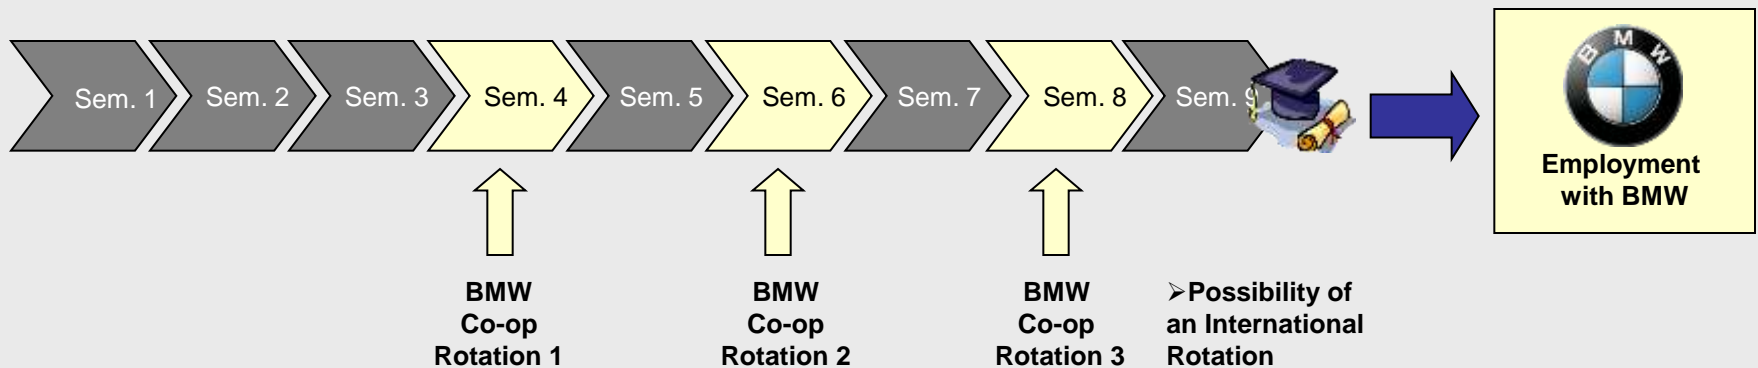 Sem. 1
Sem. 2
Sem. 3
Sem. 4
Sem. 5
Sem. 6
Sem. 7
Sem. 8
Sem. 9
BMW
Employment
with BMW
BMW
Co-op
Rotation 1
BMW
Co-op
Rotation 2
BMW
Co-op
Rotation 3
➢Possibility of
an International
Rotation